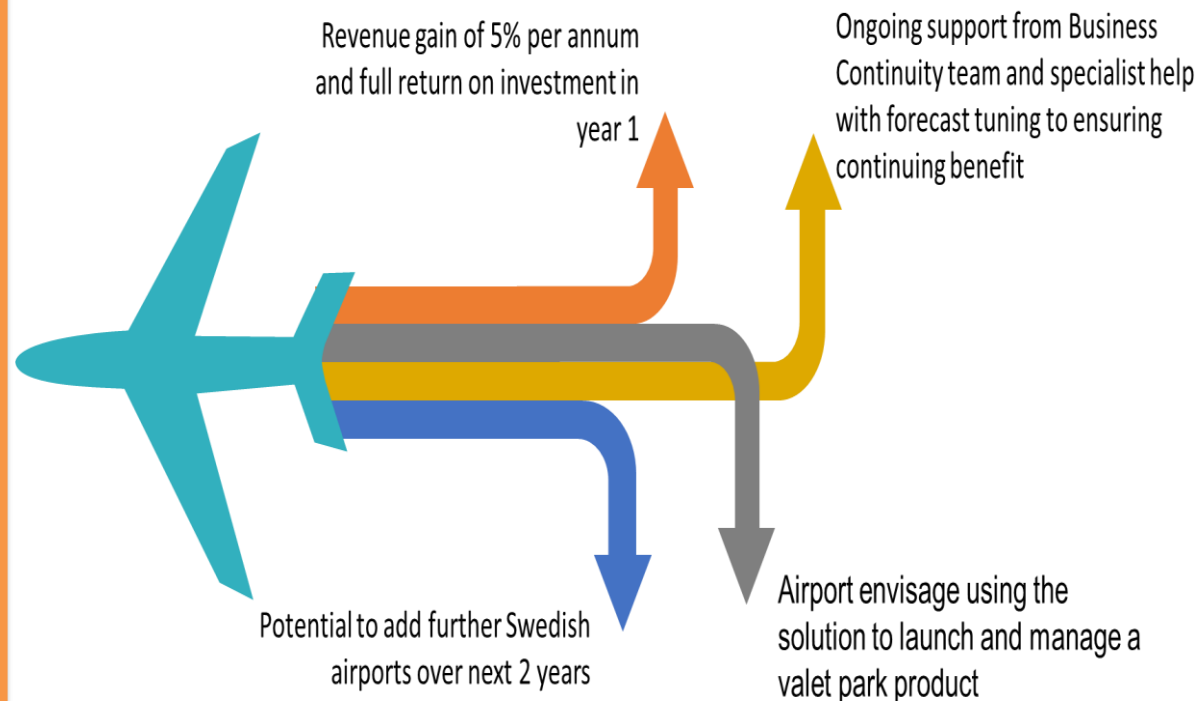 Revenue gain of 5% per annum
and full return on investment in
year 1
Ongoing support from Business
Continuity team and specialist help
with forecast tuning to ensuring
continuing benefit
Potential to add further Swedish
airports over next 2 years
Airport envisage using the
solution to launch and manage a
valet park product